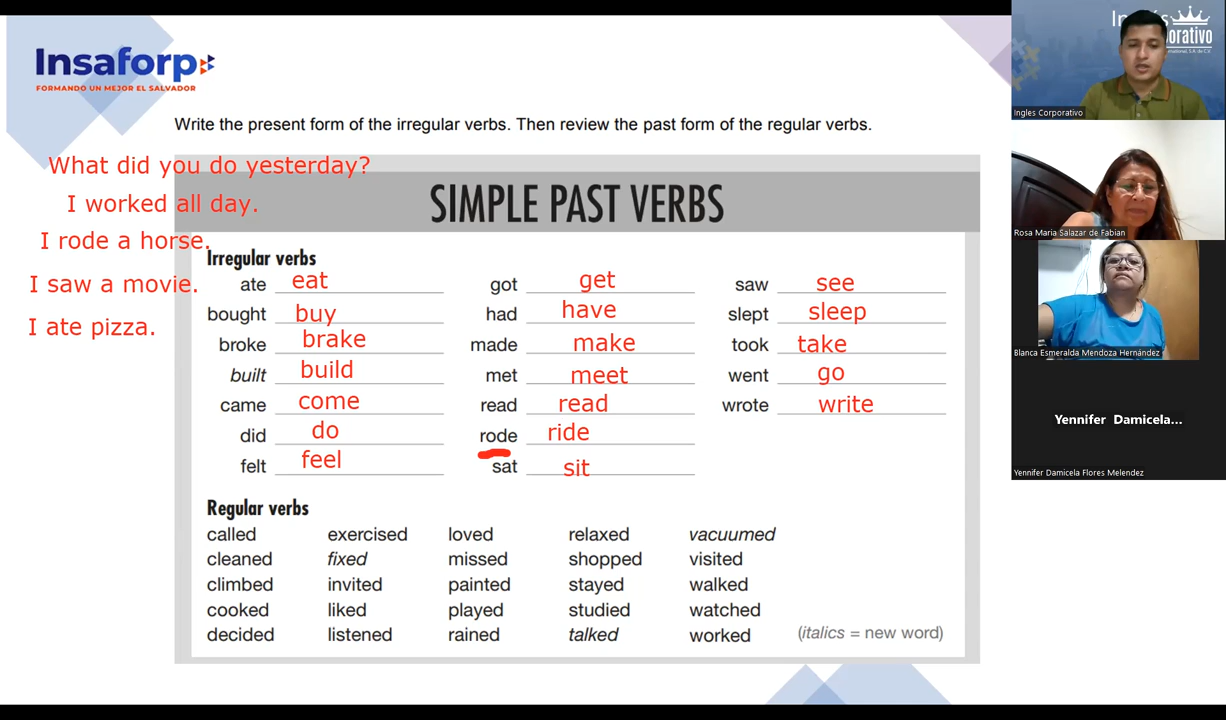 Insaforp
FORMANDO UN MEJOR EL SALVADOR
Write the present form of the irregular verbs. Then review the past form of the regular verbs.
What did you do yesterday?
I worked all day.
I rode a horse.
I saw a movie.
I ate pizza.
SIMPLE PAST VERBS
Irregular verbs
ate eat
bought buy
broke brake
built build
came come
did do
felt feel
got get
had have
made make
met meet
read read
rode ride
sat sit
saw see
slept sleep
took take
went go
wrote write
Regular verbs
called exercised loved relaxed vacuumed
cleaned fixed missed shopped visited
climbed invited painted stayed walked
cooked liked played studied watched
decided listened rained talked worked
(italics = new word)
Ingles Corporativo
Rosa Maria Salazar de Fabian
Blanca Esmeralda Mendoza Hernández
Yennifer Damicela...
Yennifer Damicela Flores Melendez